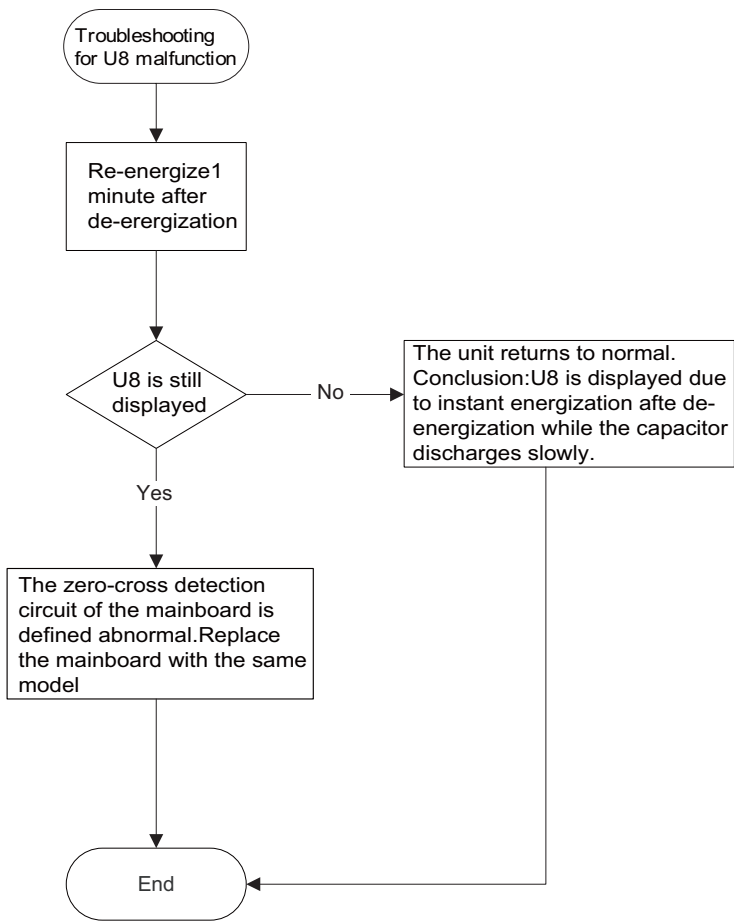 Troubleshooting
for U8 malfunction
Re-energize1
minute after
de-erergization
U8 is still
displayed
No
The unit returns to normal.
Conclusion:U8 is displayed due
to instant energization afte de-
energization while the capacitor
discharges slowly.
Yes
The zero-cross detection
circuit of the mainboard is
defined abnormal.Replace
the mainboard with the same
model
End